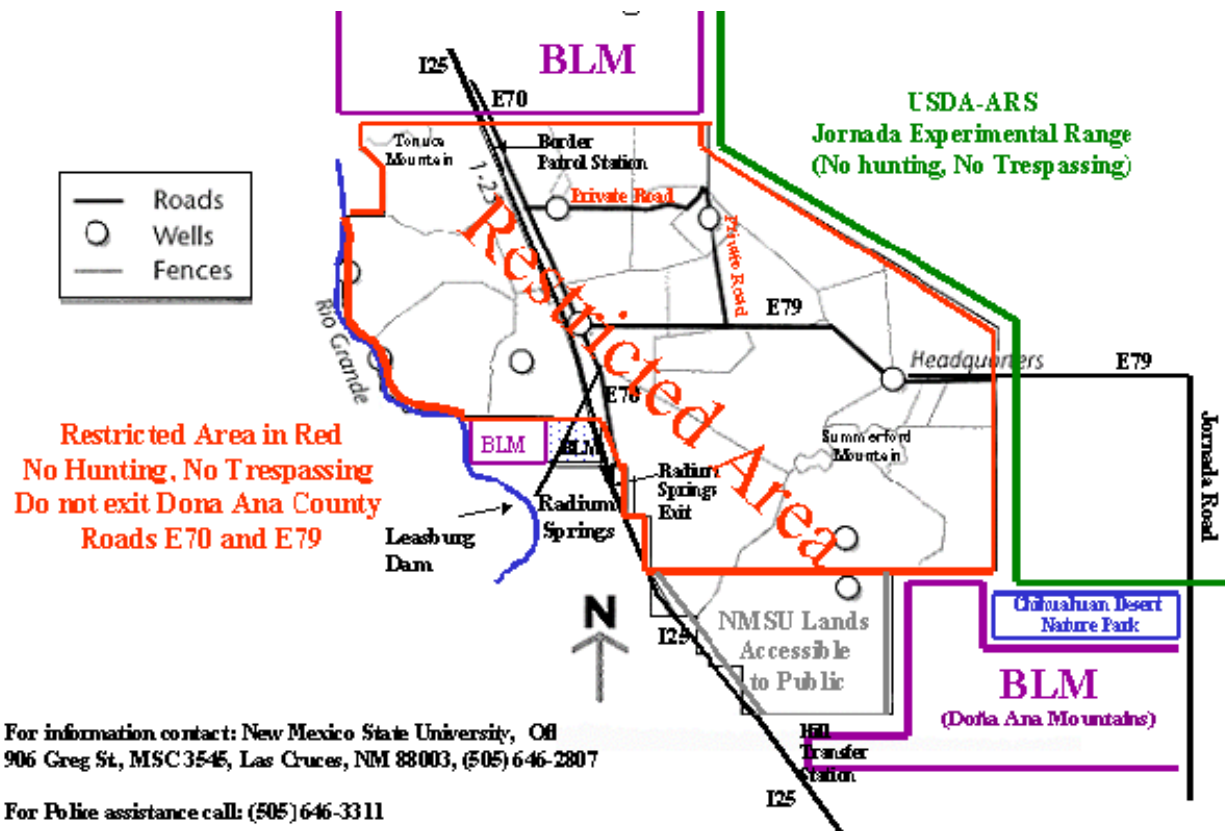 BLM
I25
E70
USDA-ARS
Jornada Experimental Range
(No hunting, No Trespassing)
Tonuca
Mountain
Border
Patrol Station
I-25
Private Road
Private Road
Roads
Wells
Fences
Restricted Area
Rio Grande
E79
Headquarters
E79
E70
Jornada Road
Restricted Area in Red
No Hunting, No Trespassing
Do not exit Dona Ana County
Roads E70 and E79
BLM
BLM
Summerford
Mountain
Radium
Springs
Exit
Radium
Springs
Leasburg
Dam
N
I25
NMSU Lands
Accessible
to Public
Chihuahuan Desert
Nature Park
BLM
(Doña Ana Mountains)
For information contact: New Mexico State University, Ofl
906 Greg St, MSC 3545, Las Cruces, NM 88003, (505) 646-2807
Hill
Transfer
Station
I25
For Police assistance call: (505) 646-3311